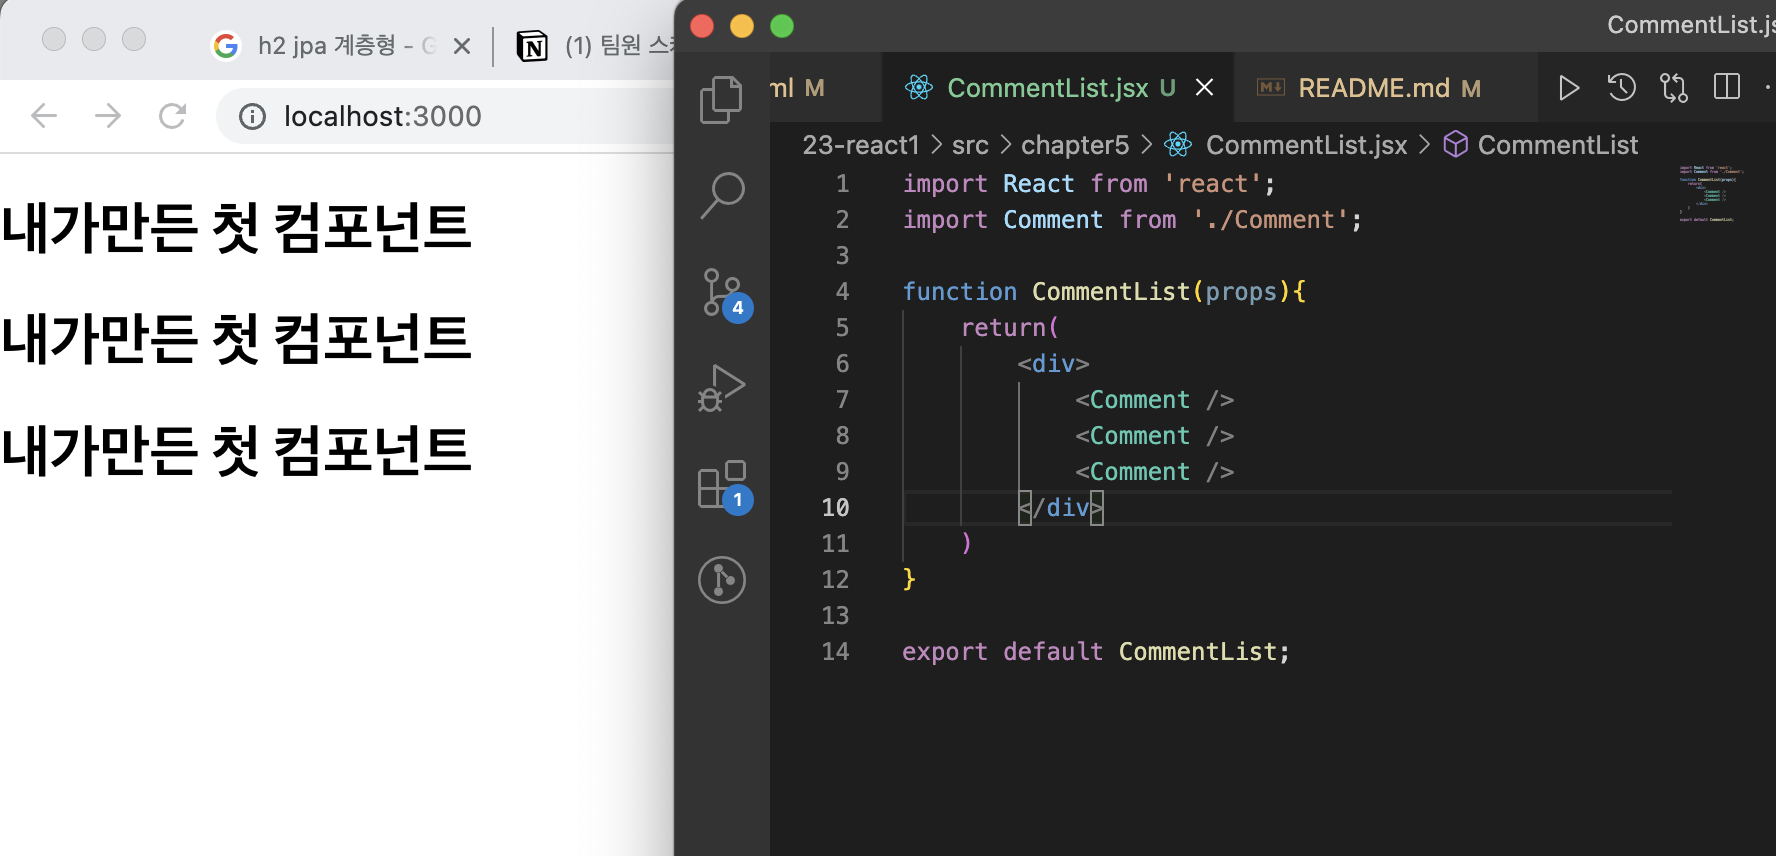 h2 jpa 계층형 - G
(1) 팀원 스
localhost:3000
내가만든 첫 컴포넌트
내가만든 첫 컴포넌트
내가만든 첫 컴포넌트
CommentList.js
ml M
CommentList.jsx U
README.md M
23-react1 > src > chapter5 > CommentList.jsx > CommentList
4
1
1 import React from 'react';
2 import Comment from './Comment';
3
4 function CommentList(props){
5 return(
6 <div>
7 <Comment />
8 <Comment />
9 <Comment />
10 </div>
11 )
12 }
13
14 export default CommentList;